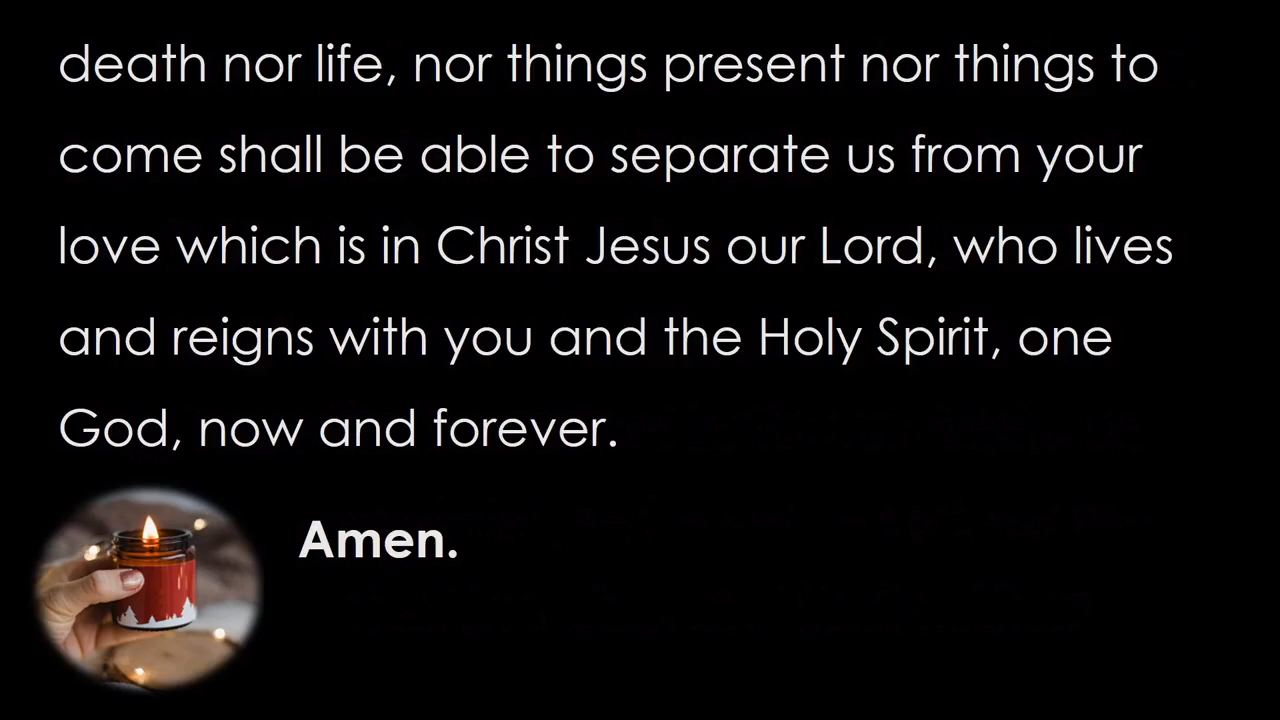 death nor life, nor things present nor things to
come shall be able to separate us from your
love which is in Christ Jesus our Lord, who lives
and reigns with you and the Holy Spirit, one
God, now and forever.
Amen.